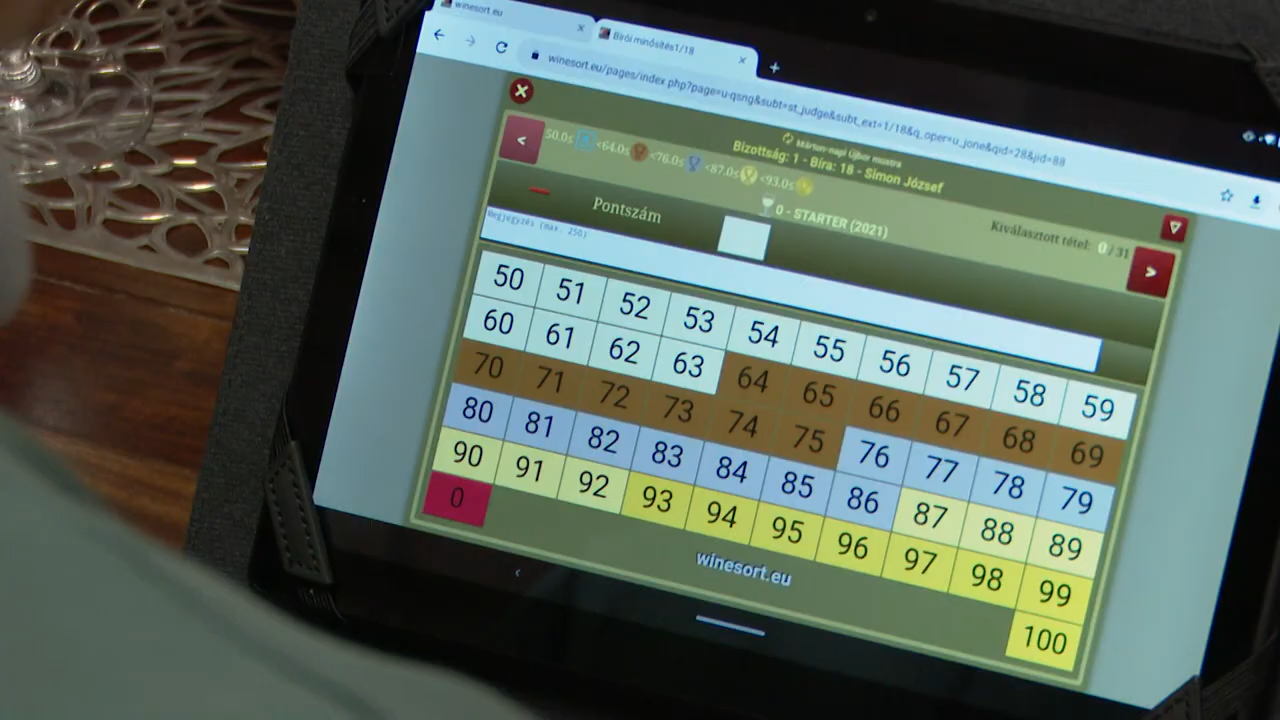 winesort.eu
Bírói minősítés1/18
winesort.eu/pages/index.php?page=u-qsng&subt=st_judge&subt_ext=1/18&q_oper=u_jone&qid=28&jid=88
Márton-napi Újbor mustra
Bizottság: 1 - Bíra: 18 - Simon József
50.0≤ <64.0≤ <76.0≤ <87.0≤ <93.0≤
0 - STARTER (2021)
Kiválasztott tétel: 0 / 31
Pontszám
Megjegyzés (max. 250)
50 51 52 53 54 55 56 57 58 59
60 61 62 63 64 65 66 67 68 69
70 71 72 73 74 75 76 77 78 79
80 81 82 83 84 85 86 87 88 89
90 91 92 93 94 95 96 97 98 99
0 100
winesort.eu